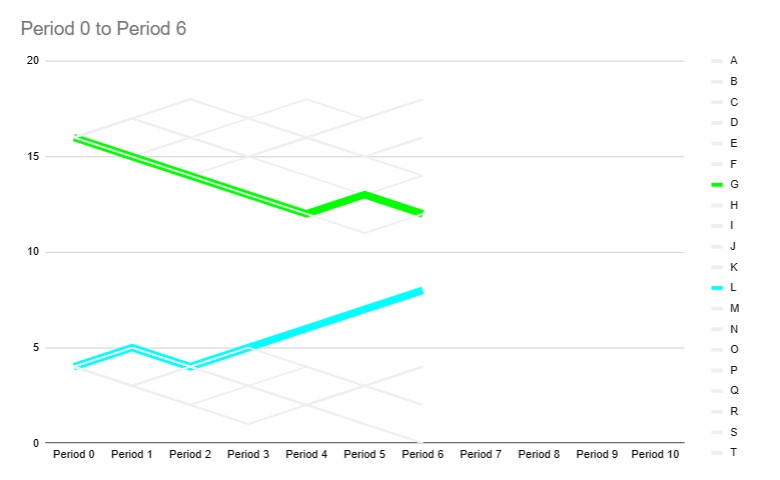 Period 0 to Period 6
20
15
10
5
0
Period 0 Period 1 Period 2 Period 3 Period 4 Period 5 Period 6 Period 7 Period 8 Period 9 Period 10
A
B
C
D
E
F
G
H
I
J
K
L
M
N
O
P
Q
R
S
T